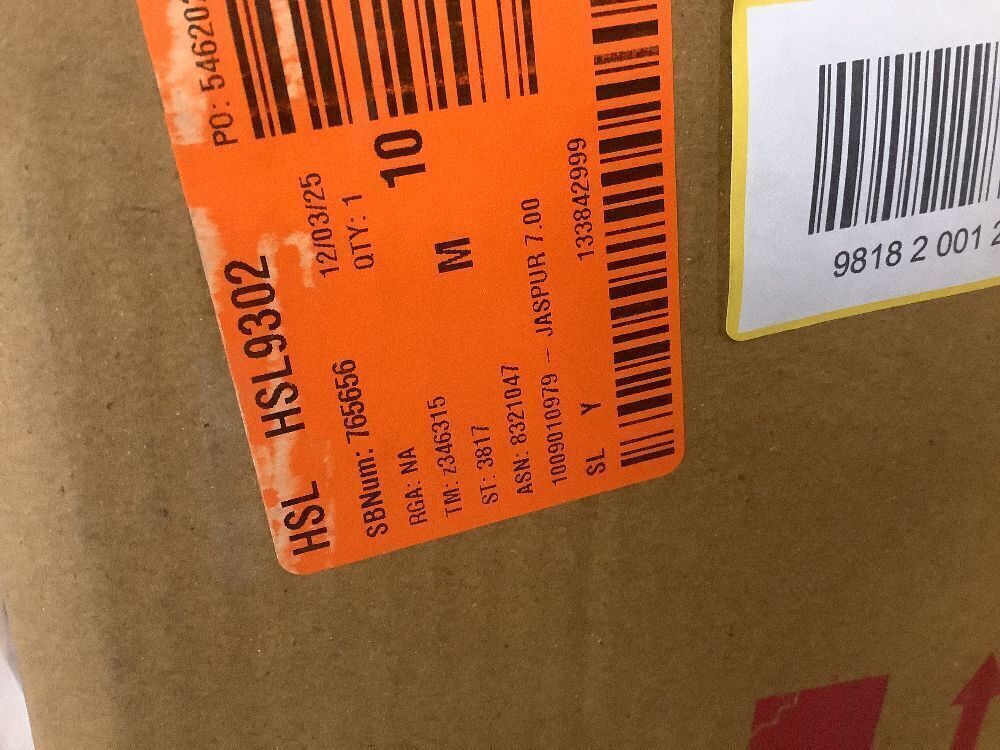 PO: 54620
HSL HSL9302
12/03/25
SBNum: 765656 QTY: 1
RGA: NA 10
TM: z346315 M
ST: 3817
ASN: 8321047
1009010979 - JASPUR 7.00
SL Y 133842999
9818 2 001 2